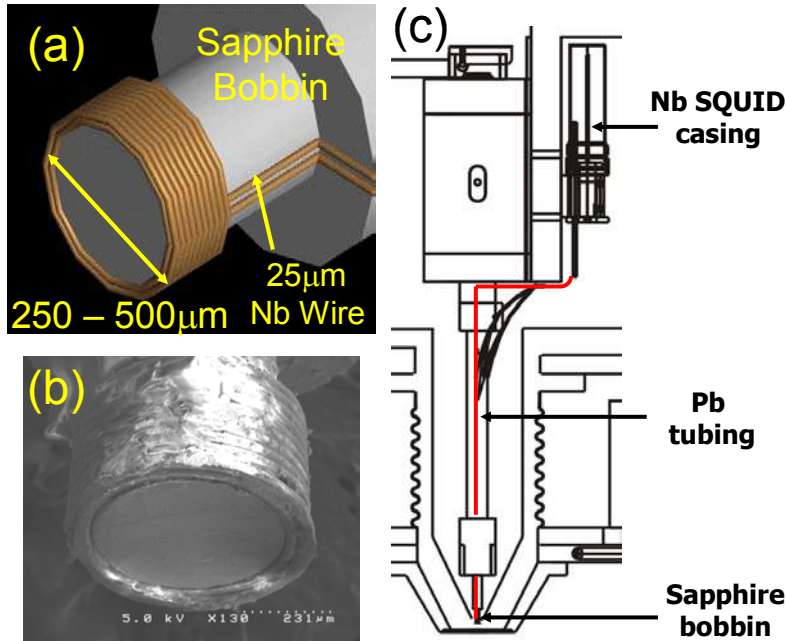 (a)
Sapphire
Bobbin
25μm
Nb Wire
250 – 500μm
(b)
5.0 kV X130 231μm
(c)
Nb SQUID
casing
Pb
tubing
Sapphire
bobbin